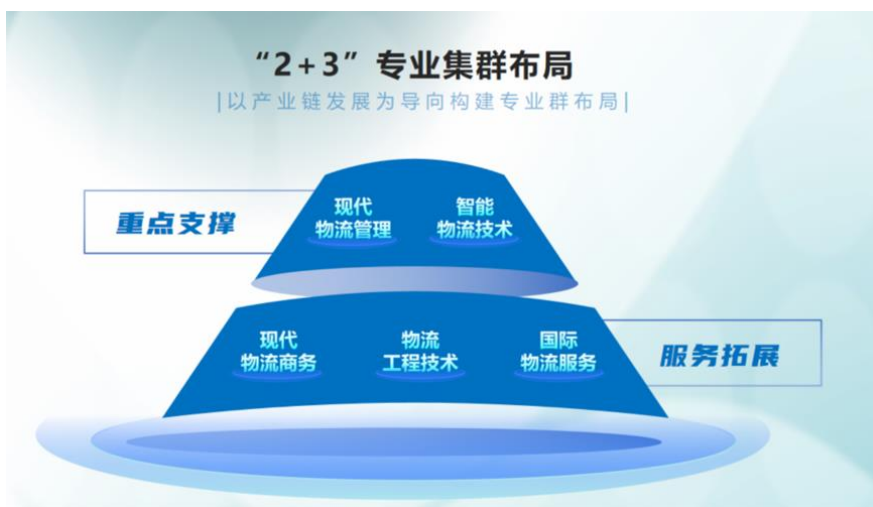 “2+3”专业集群布局
|以产业链发展为导向构建专业群布局|
重点支撑
现代
物流管理
智能
物流技术
现代
物流商务
物流
工程技术
国际
物流服务
服务拓展